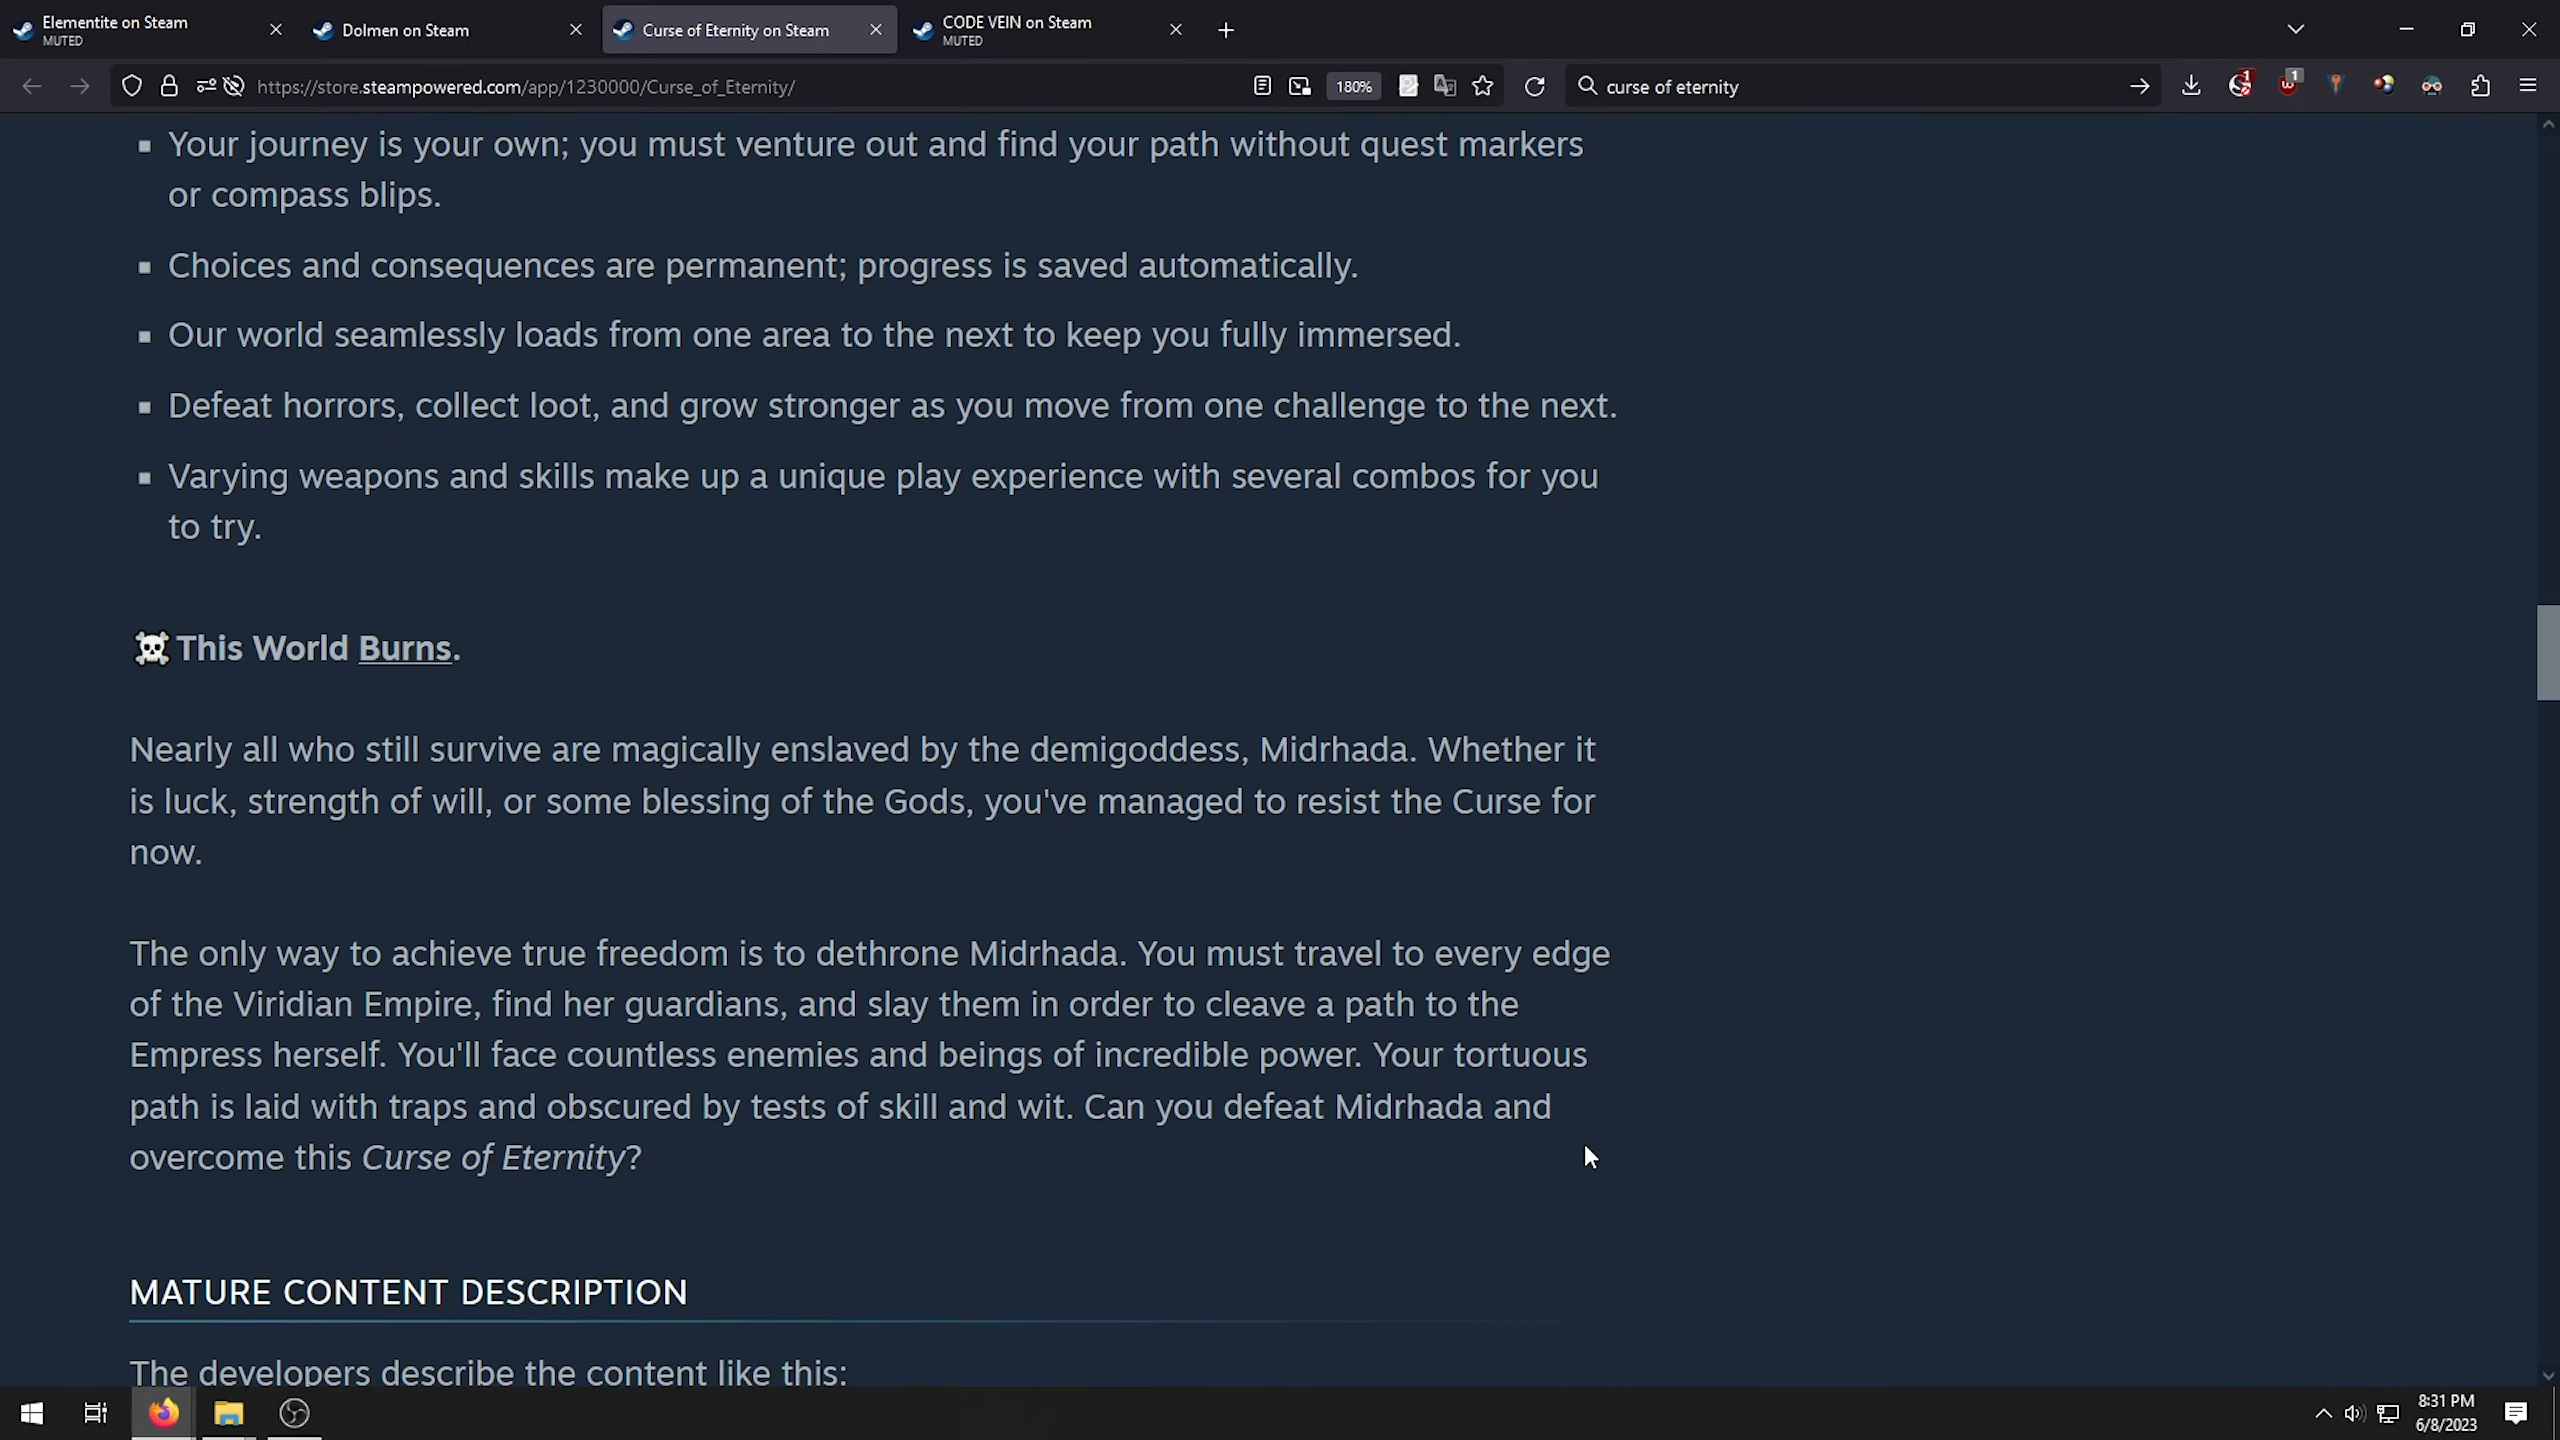 Elementite on Steam
MUTED
Dolmen on Steam
Curse of Eternity on Steam
CODE VEIN on Steam
MUTED
https://store.steampowered.com/app/1230000/Curse_of_Eternity/
180%
curse of eternity
1
1
Your journey is your own; you must venture out and find your path without quest markers
or compass blips.
Choices and consequences are permanent; progress is saved automatically.
Our world seamlessly loads from one area to the next to keep you fully immersed.
Defeat horrors, collect loot, and grow stronger as you move from one challenge to the next.
Varying weapons and skills make up a unique play experience with several combos for you
to try.
☠This World Burns.
Nearly all who still survive are magically enslaved by the demigoddess, Midrhada. Whether it
is luck, strength of will, or some blessing of the Gods, you've managed to resist the Curse for
now.
The only way to achieve true freedom is to dethrone Midrhada. You must travel to every edge
of the Viridian Empire, find her guardians, and slay them in order to cleave a path to the
Empress herself. You'll face countless enemies and beings of incredible power. Your tortuous
path is laid with traps and obscured by tests of skill and wit. Can you defeat Midrhada and
overcome this Curse of Eternity?
MATURE CONTENT DESCRIPTION
The developers describe the content like this:
8:31 PM
6/8/2023